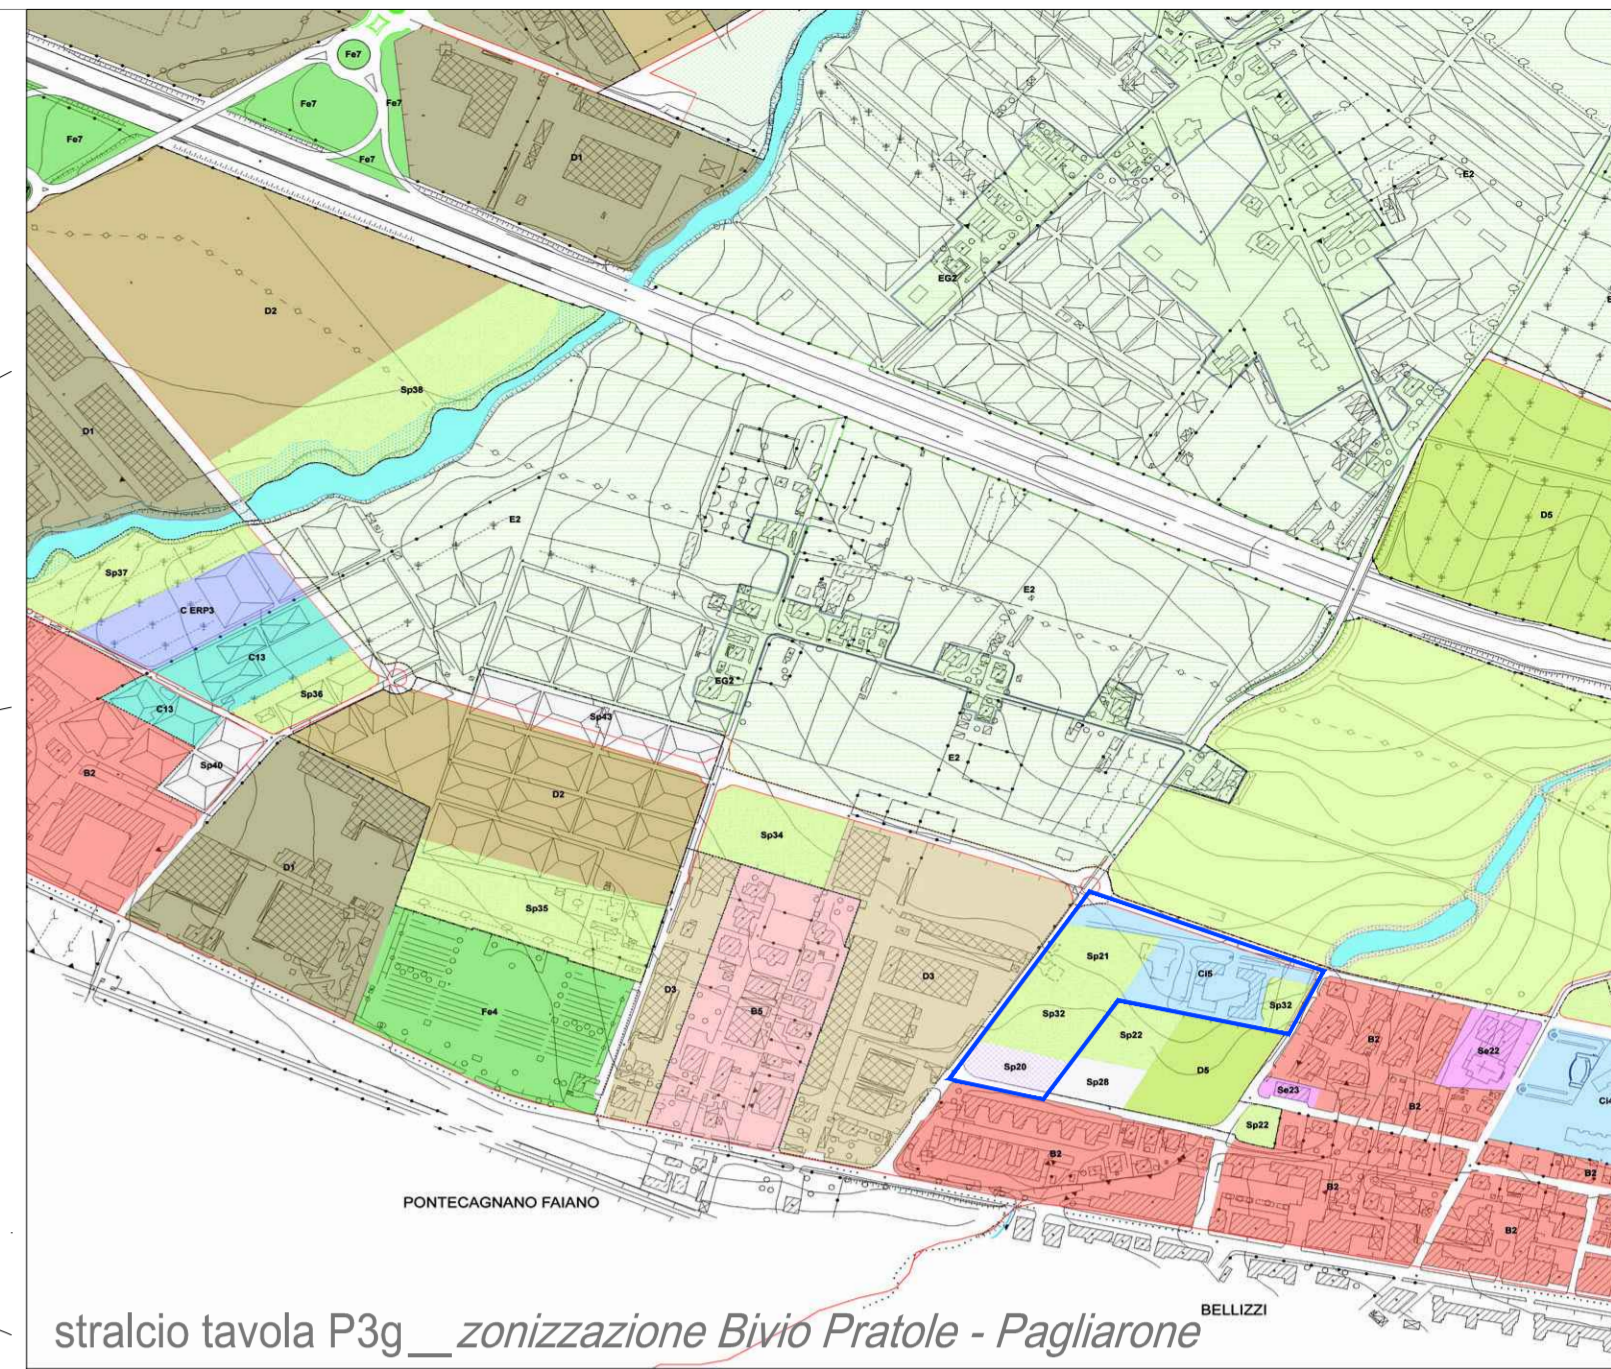 Fe7
Fe7
Fe7
Fe7
Fe7
D1
E2
EG2
D2
Sp38
D1
D5
E2
Sp37
C ERP3
E2
C13
Sp36
EG2
C13
Sp43
Sp40
E2
B2
D2
Sp34
D1
Sp35
Sp21
D3
CI5
D3
Sp32
Fe4
B5
Sp32
Sp22
B2
Se22
Sp20
D5
Sp28
Se23
B2
Sp22
B2
B2
B2
B2
PONTECAGNANO FAIANO
BELLIZZI
stralcio tavola P3g__zonizzazione Bivio Pratole - Pagliarone